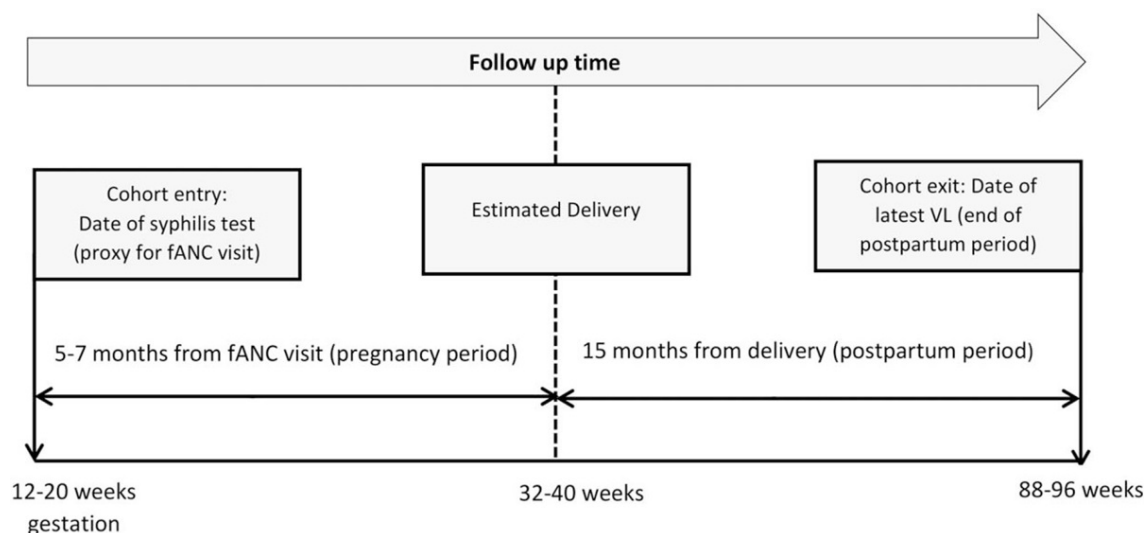 Follow up time
Cohort entry:
Date of syphilis test
(proxy for fANC visit)
Estimated Delivery
Cohort exit: Date of
latest VL (end of
postpartum period)
5-7 months from fANC visit (pregnancy period)
15 months from delivery (postpartum period)
12-20 weeks
gestation
32-40 weeks
88-96 weeks